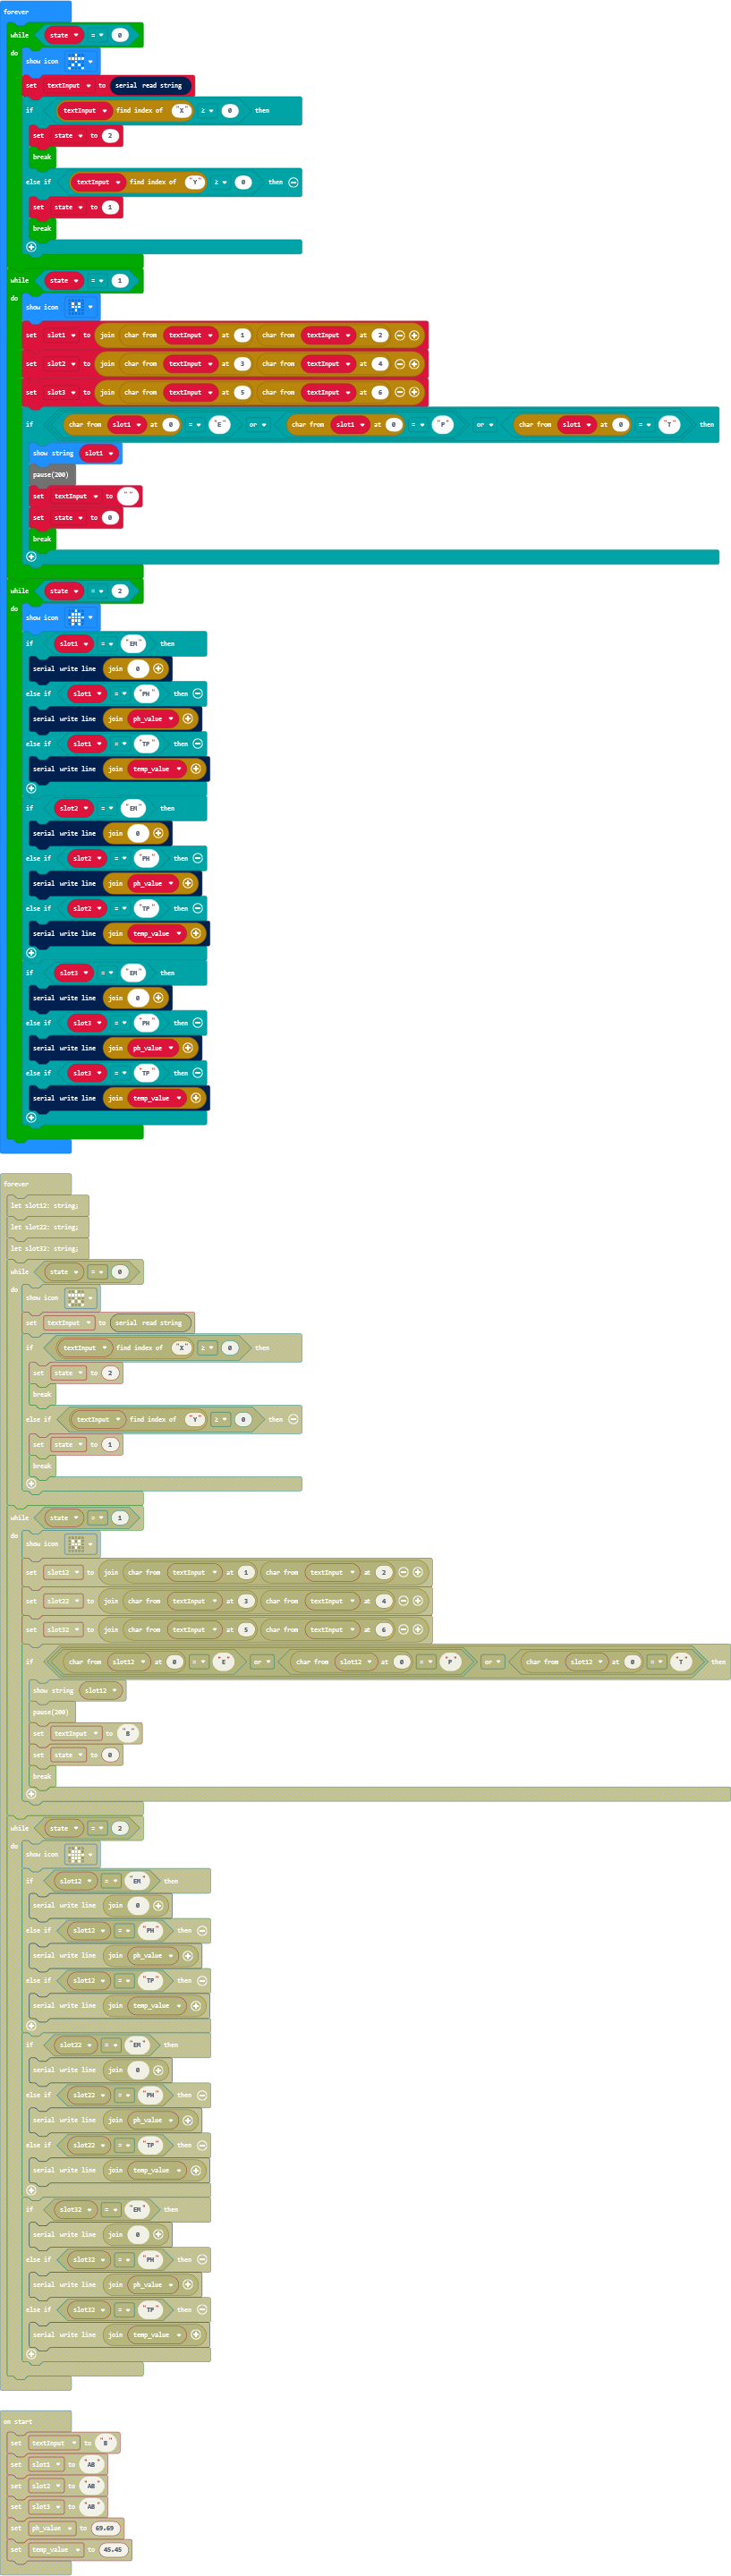 forever
while state = 0
do
show icon
set textInput to serial read string
if textInput find index of "X" ≥ 0 then
set state to 2
break
else if textInput find index of "Y" ≥ 0 then
set state to 1
break
while state = 1
do
show icon
set slot1 to join char from textInput at 1 char from textInput at 2
set slot2 to join char from textInput at 3 char from textInput at 4
set slot3 to join char from textInput at 5 char from textInput at 6
if char from slot1 at 0 = "E" or char from slot1 at 0 = "P" or char from slot1 at 0 = "T" then
show string slot1
pause(200)
set textInput to ""
set state to 0
break
while state = 2
do
show icon
if slot1 = "EM" then
serial write line join 0
else if slot1 = "PH" then
serial write line join ph_value
else if slot1 = "TP" then
serial write line join temp_value
if slot2 = "EM" then
serial write line join 0
else if slot2 = "PH" then
serial write line join ph_value
else if slot2 = "TP" then
serial write line join temp_value
if slot3 = "EM" then
serial write line join 0
else if slot3 = "PH" then
serial write line join ph_value
else if slot3 = "TP" then
serial write line join temp_value
forever
let slot12: string;
let slot22: string;
let slot32: string;
while state = 0
do
show icon
set textInput to serial read string
if textInput find index of "X" ≥ 0 then
set state to 2
break
else if textInput find index of "Y" ≥ 0 then
set state to 1
break
while state = 1
do
show icon
set slot12 to join char from textInput at 1 char from textInput at 2
set slot22 to join char from textInput at 3 char from textInput at 4
set slot32 to join char from textInput at 5 char from textInput at 6
if char from slot12 at 0 = "E" or char from slot12 at 0 = "P" or char from slot12 at 0 = "T" then
show string slot12
pause(200)
set textInput to "B"
set state to 0
break
while state = 2
do
show icon
if slot12 = "EM" then
serial write line join 0
else if slot12 = "PH" then
serial write line join ph_value
else if slot12 = "TP" then
serial write line join temp_value
if slot22 = "EM" then
serial write line join 0
else if slot22 = "PH" then
serial write line join ph_value
else if slot22 = "TP" then
serial write line join temp_value
if slot32 = "EM" then
serial write line join 0
else if slot32 = "PH" then
serial write line join ph_value
else if slot32 = "TP" then
serial write line join temp_value
on start
set textInput to "B"
set slot1 to "AB"
set slot2 to "AB"
set slot3 to "AB"
set ph_value to 69.69
set temp_value to 45.45